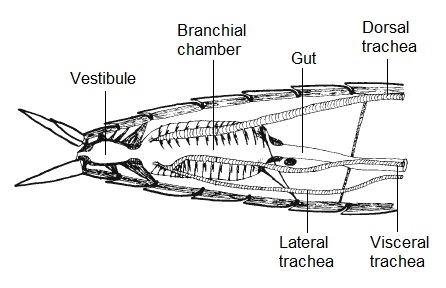 Dorsal
trachea
Branchial
chamber
Gut
Vestibule
Lateral
trachea
Visceral
trachea